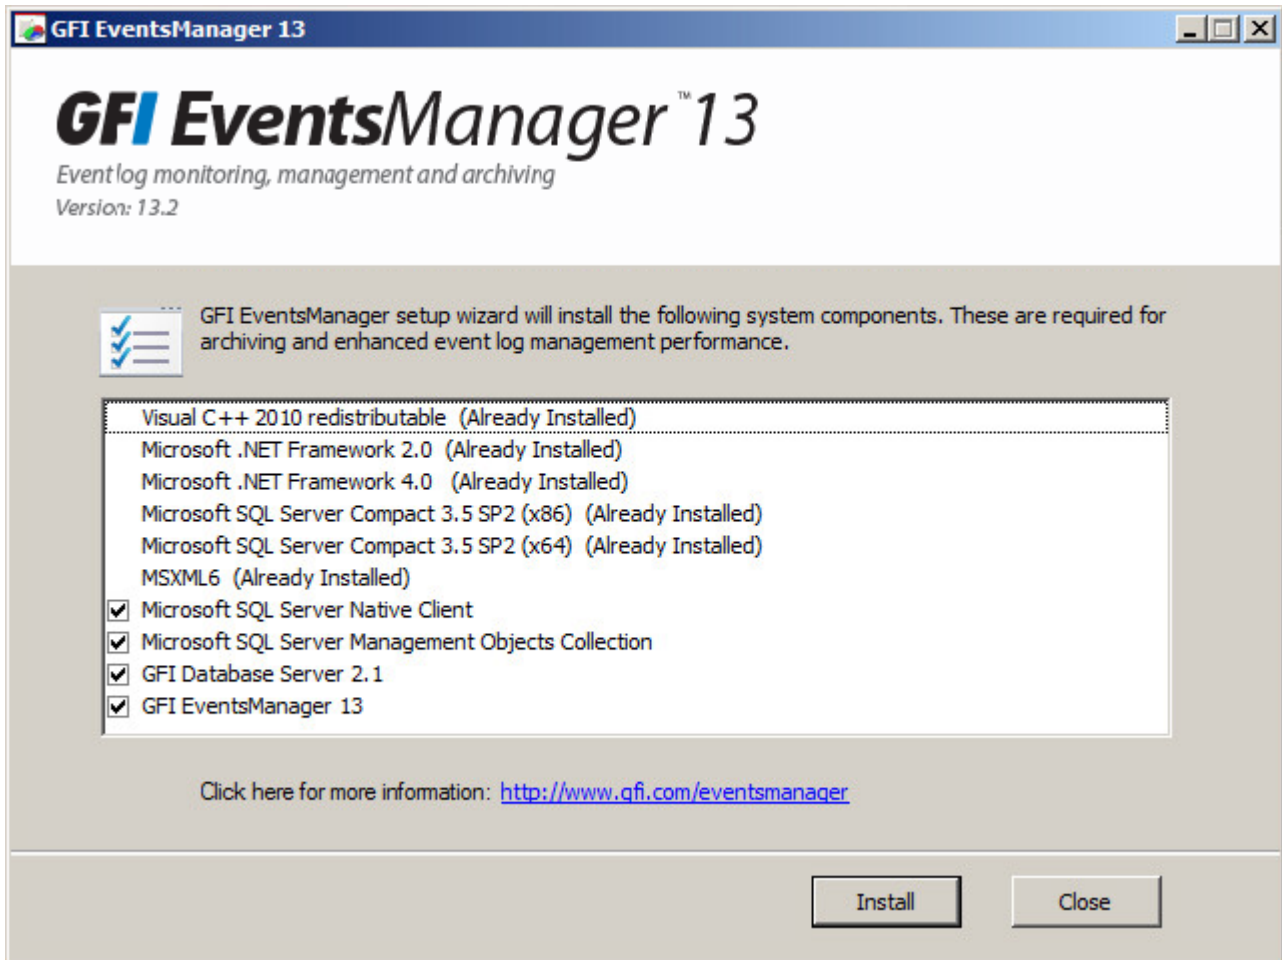 GFI EventsManager 13
GFI EventsManager™13
Event log monitoring, management and archiving
Version: 13.2
GFI EventsManager setup wizard will install the following system components. These are required for
archiving and enhanced event log management performance.
Visual C++ 2010 redistributable (Already Installed)
Microsoft .NET Framework 2.0 (Already Installed)
Microsoft .NET Framework 4.0 (Already Installed)
Microsoft SQL Server Compact 3.5 SP2 (x86) (Already Installed)
Microsoft SQL Server Compact 3.5 SP2 (x64) (Already Installed)
MSXML6 (Already Installed)
Microsoft SQL Server Native Client
Microsoft SQL Server Management Objects Collection
GFI Database Server 2.1
GFI EventsManager 13
Click here for more information: http://www.gfi.com/eventsmanager
Install
Close